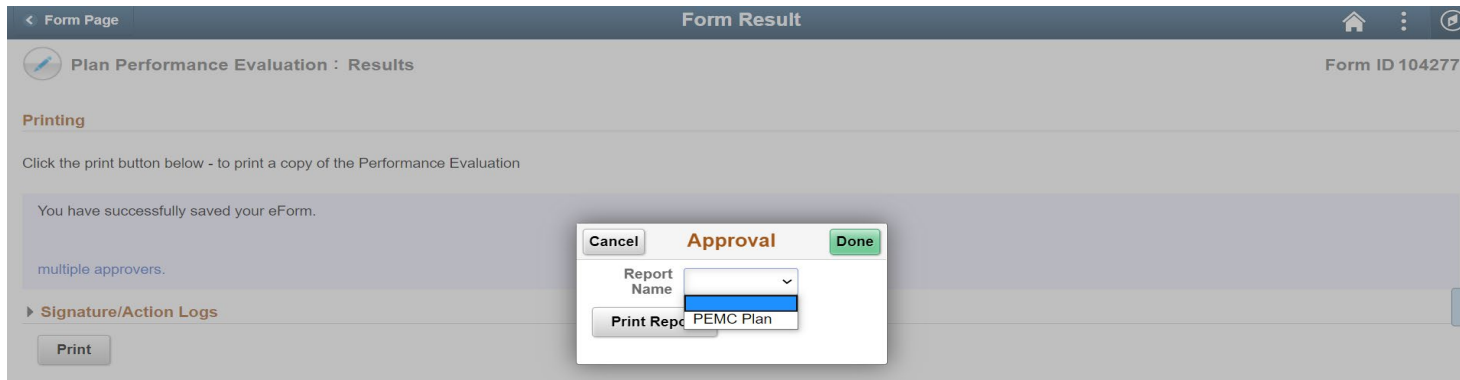 Form Page
Form Result
Plan Performance Evaluation : Results
Form ID 104277
Printing
Click the print button below - to print a copy of the Performance Evaluation
You have successfully saved your eForm.
multiple approvers.
Signature/Action Logs
Print
Cancel
Approval
Done
Report
Name
PEMC Plan
Print Repo